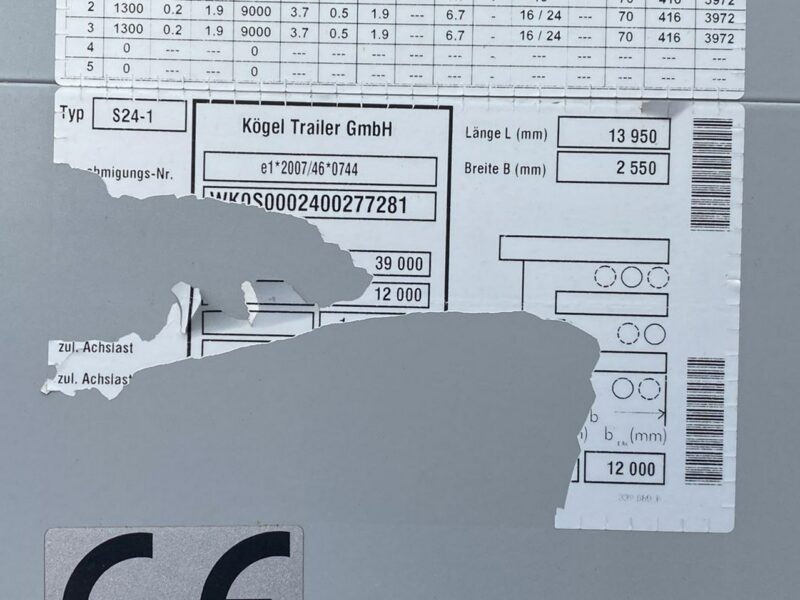 2 1300 0.2 1.9 9000 3.7 0.5 1.9 --- 6.7 - 16 / 24 --- 70 416 3972
3 1300 0.2 1.9 9000 3.7 0.5 1.9 --- 6.7 - 16 / 24 --- 70 416 3972
4 0 --- --- 0 --- --- --- --- --- - --- --- --- --- ---
5 0 --- --- 0 --- --- --- --- --- - --- --- --- --- ---
Typ S24-1
Kögel Trailer GmbH
Länge L (mm) 13 950
hmigungs-Nr. e1*2007/46*0744
Breite B (mm) 2 550
WK0S0002400277281
39 000
12 000
zul. Achslast
zul. Achslast
b
b (mm)
12 000
CE